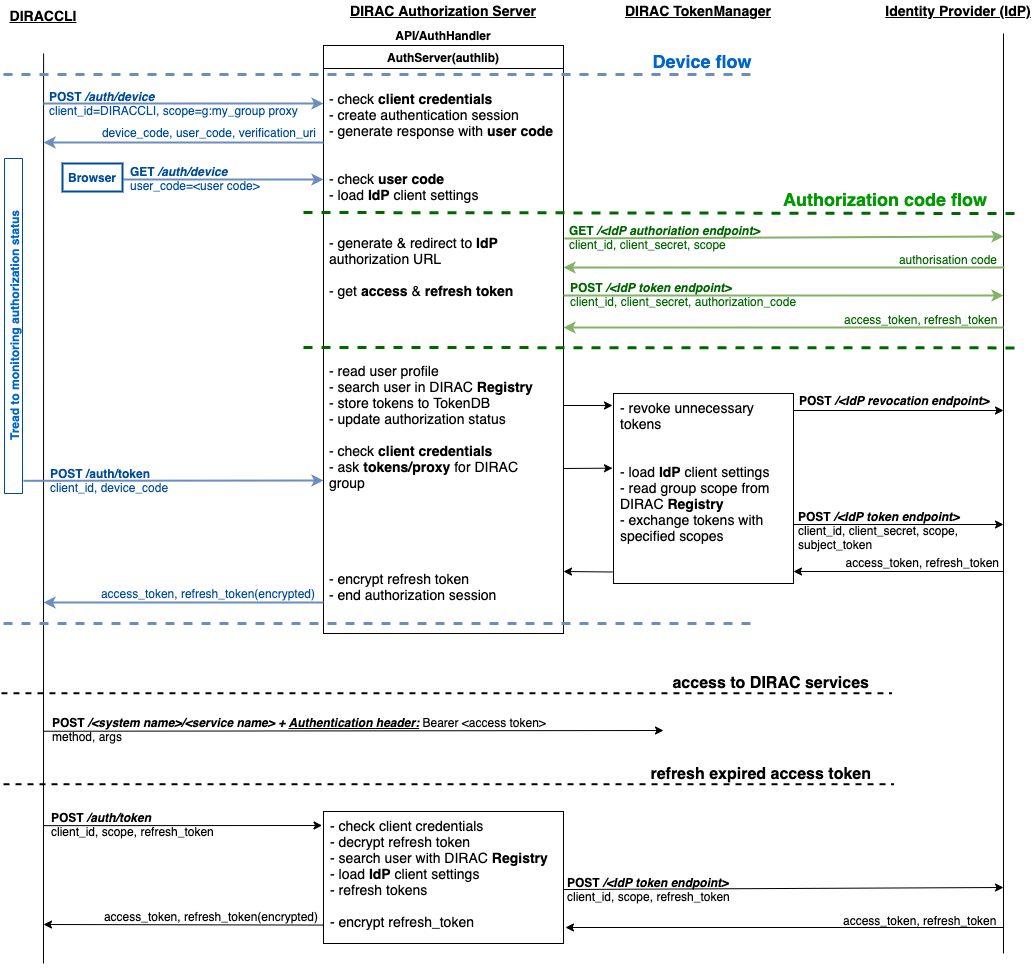 DIRACCLI
DIRAC Authorization Server
DIRAC TokenManager
Identity Provider (IdP)
API/AuthHandler
AuthServer(authlib)
Device flow
POST /auth/device
client_id=DIRACCLI, scope=g:my_group proxy
- check client credentials
- create authentication session
- generate response with user code
device_code, user_code, verification_uri
Browser
GET /auth/device
user_code=<user code>
- check user code
- load IdP client settings
Tread to monitoring authorization status
Authorization code flow
- generate & redirect to IdP
authorization URL
GET /<IdP authoriation endpoint>
client_id, client_secret, scope
authorisation code
- get access & refresh token
POST /<IdP token endpoint>
client_id, client_secret, authorization_code
access_token, refresh_token
- read user profile
- search user in DIRAC Registry
- store tokens to TokenDB
- update authorization status
- revoke unnecessary
tokens
POST /<IdP revocation endpoint>
- check client credentials
- ask tokens/proxy for DIRAC
group
POST /auth/token
client_id, device_code
- load IdP client settings
- read group scope from
DIRAC Registry
- exchange tokens with
specified scopes
POST /<IdP token endpoint>
client_id, client_secret, scope,
subject_token
access_token, refresh_token
- encrypt refresh token
- end authorization session
access_token, refresh_token(encrypted)
access to DIRAC services
POST /<system name>/<service name> + Authentication header: Bearer <access token>
method, args
refresh expired access token
POST /auth/token
client_id, scope, refresh_token
- check client credentials
- decrypt refresh token
- search user with DIRAC Registry
- load IdP client settings
- refresh tokens
POST /<IdP token endpoint>
client_id, scope, refresh_token
access_token, refresh_token(encrypted)
- encrypt refresh_token
access_token, refresh_token